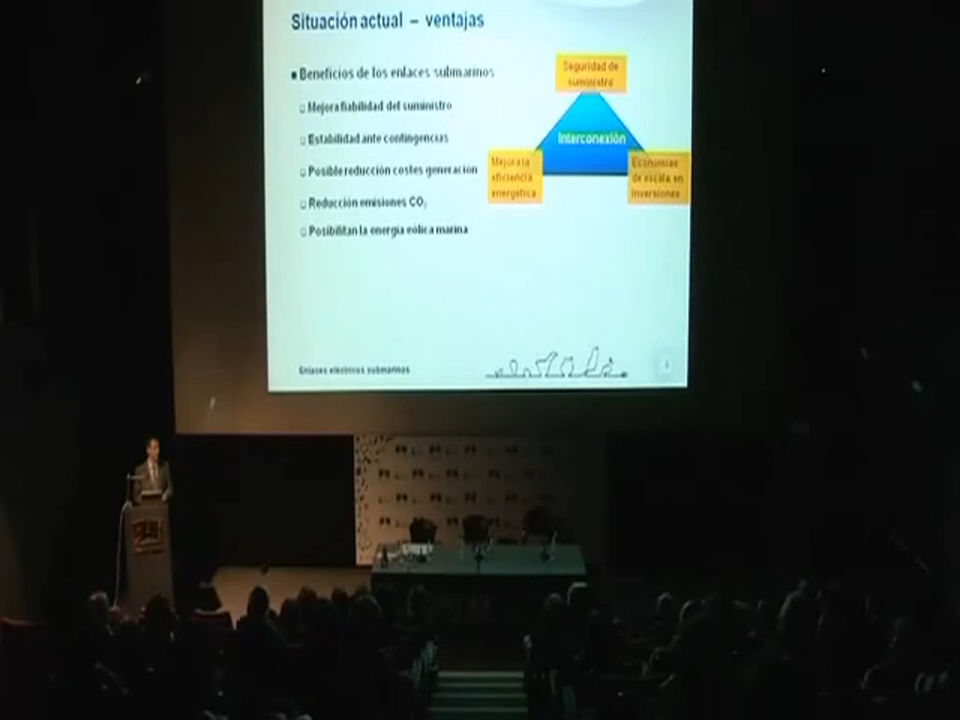 Situación actual – ventajas
Beneficios de los enlaces submarinos
Mejora fiabilidad del suministro
Estabilidad ante contingencias
Posible reducción costes generación
Reducción emisiones CO₂
Posibilitan la energía eólica marina
Seguridad de
suministro
Interconexión
Mejora la
eficiencia
energética
Economías
de escala en
inversiones
Enlaces eléctricos submarinos